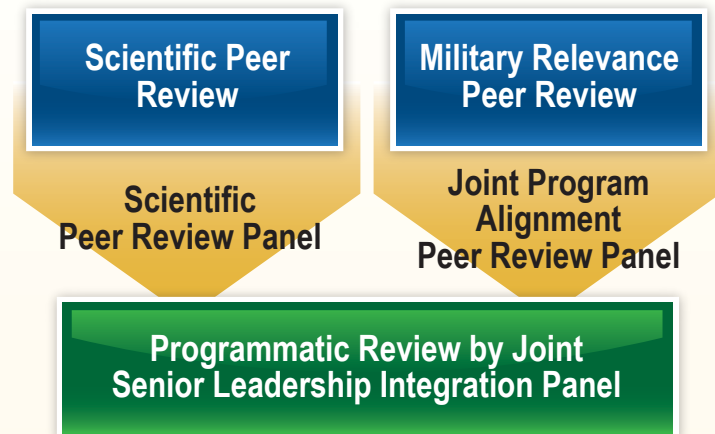 Scientific Peer
Review
Military Relevance
Peer Review
Scientific
Peer Review Panel
Joint Program
Alignment
Peer Review Panel
Programmatic Review by Joint
Senior Leadership Integration Panel